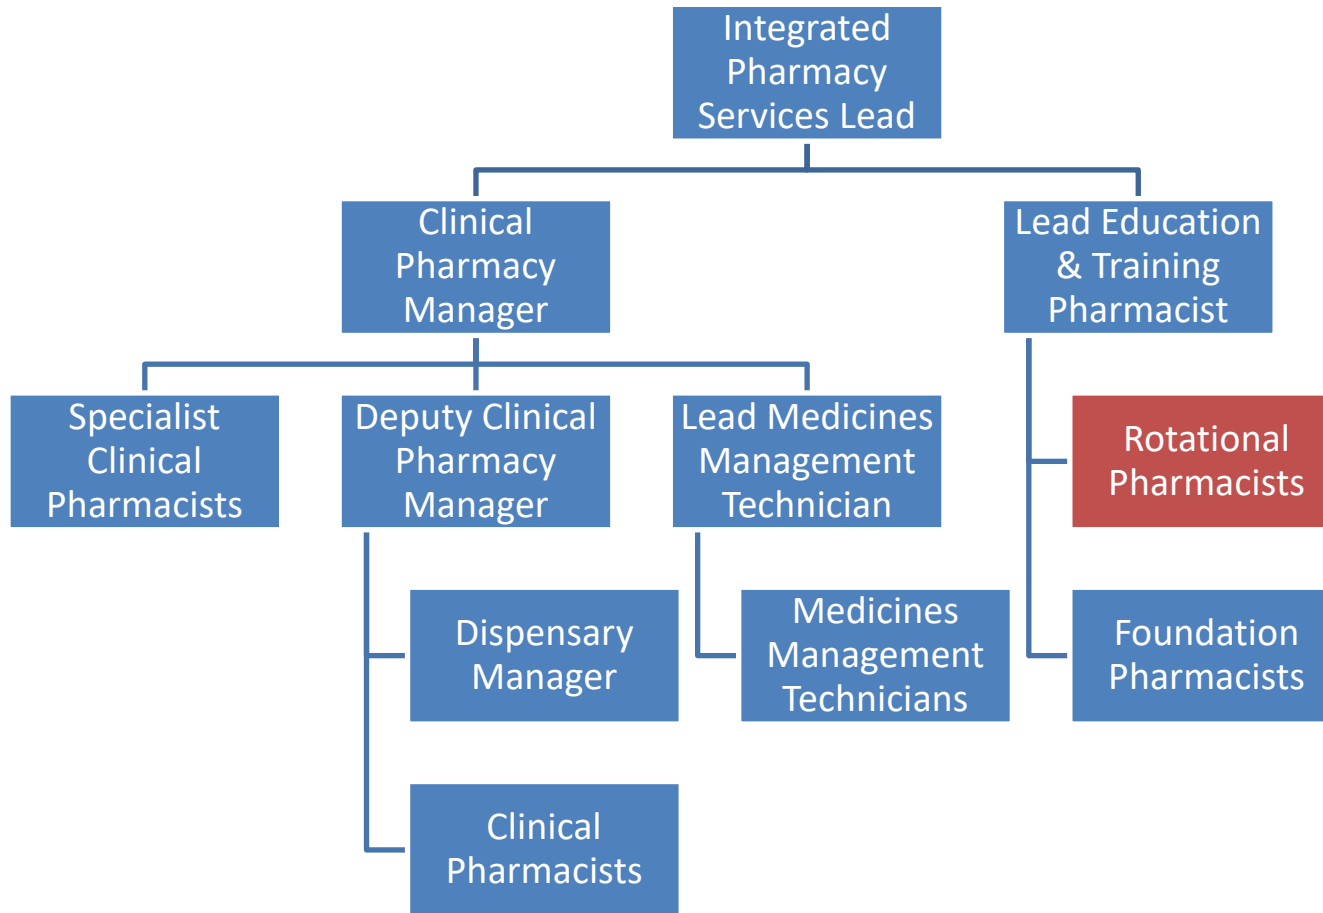 Integrated
Pharmacy
Services Lead
Clinical
Pharmacy
Manager
Lead Education
& Training
Pharmacist
Specialist
Clinical
Pharmacists
Deputy Clinical
Pharmacy
Manager
Lead Medicines
Management
Technician
Rotational
Pharmacists
Dispensary
Manager
Medicines
Management
Technicians
Foundation
Pharmacists
Clinical
Pharmacists